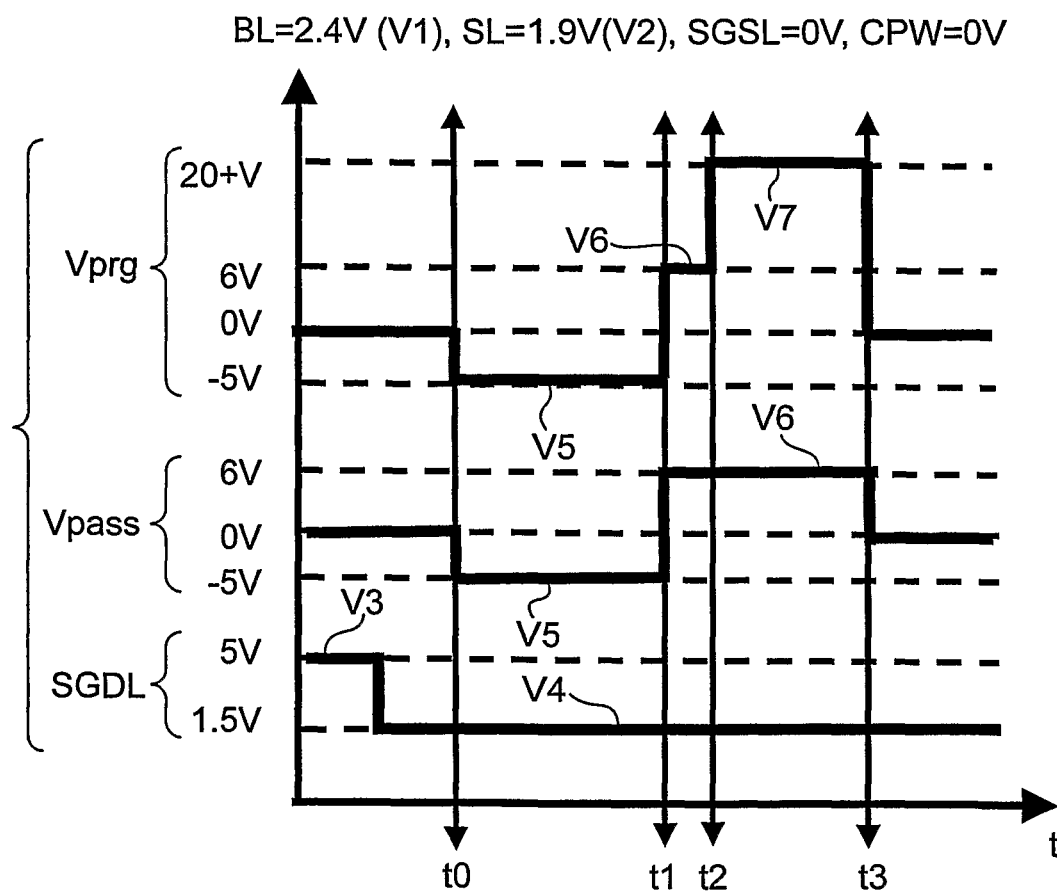 BL=2.4V (V1), SL=1.9V(V2), SGSL=0V, CPW=0V
Vprg
20+V
6V
0V
-5V
V7
V6
V5
Vpass
6V
0V
-5V
V6
V5
SGDL
5V
1.5V
V3
V4
t
t0
t1
t2
t3